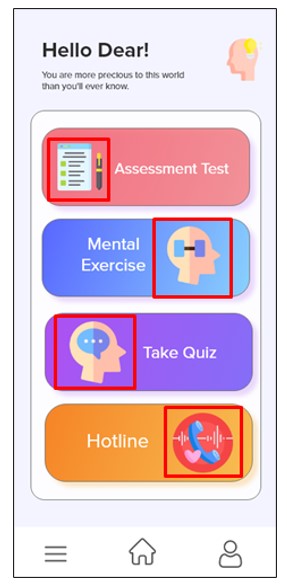 Hello Dear!
You are more precious to this world
than you'll ever know.
Assessment Test
Mental
Exercise
Take Quiz
Hotline